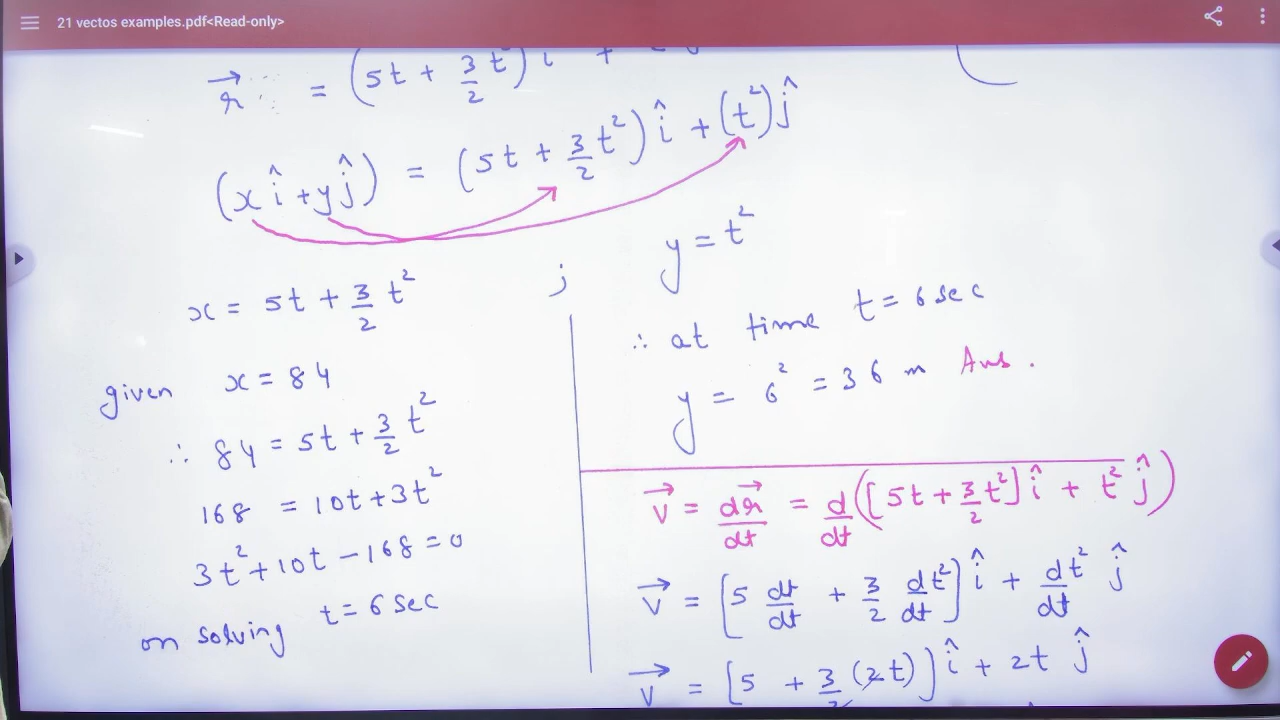 21 vectos examples.pdf<Read-only>
r⃗ = (5t + 3/2 t²) i +
(x î + y ĵ) = (5t + 3/2 t²) î + (t²) ĵ
x = 5t + 3/2 t² ; y = t²
given x = 84
∴ 84 = 5t + 3/2 t²
168 = 10t + 3t²
3t² + 10t − 168 = 0
on solving t = 6 sec
∴ at time t = 6 sec
y = 6² = 36 m Ans.
v⃗ = dr⃗/dt = d/dt ([5t + 3/2 t²] î + t² ĵ)
v⃗ = [5 dt/dt + 3/2 dt²/dt] î + dt²/dt ĵ
v⃗ = [5 + 3/2 (2t)] î + 2t ĵ